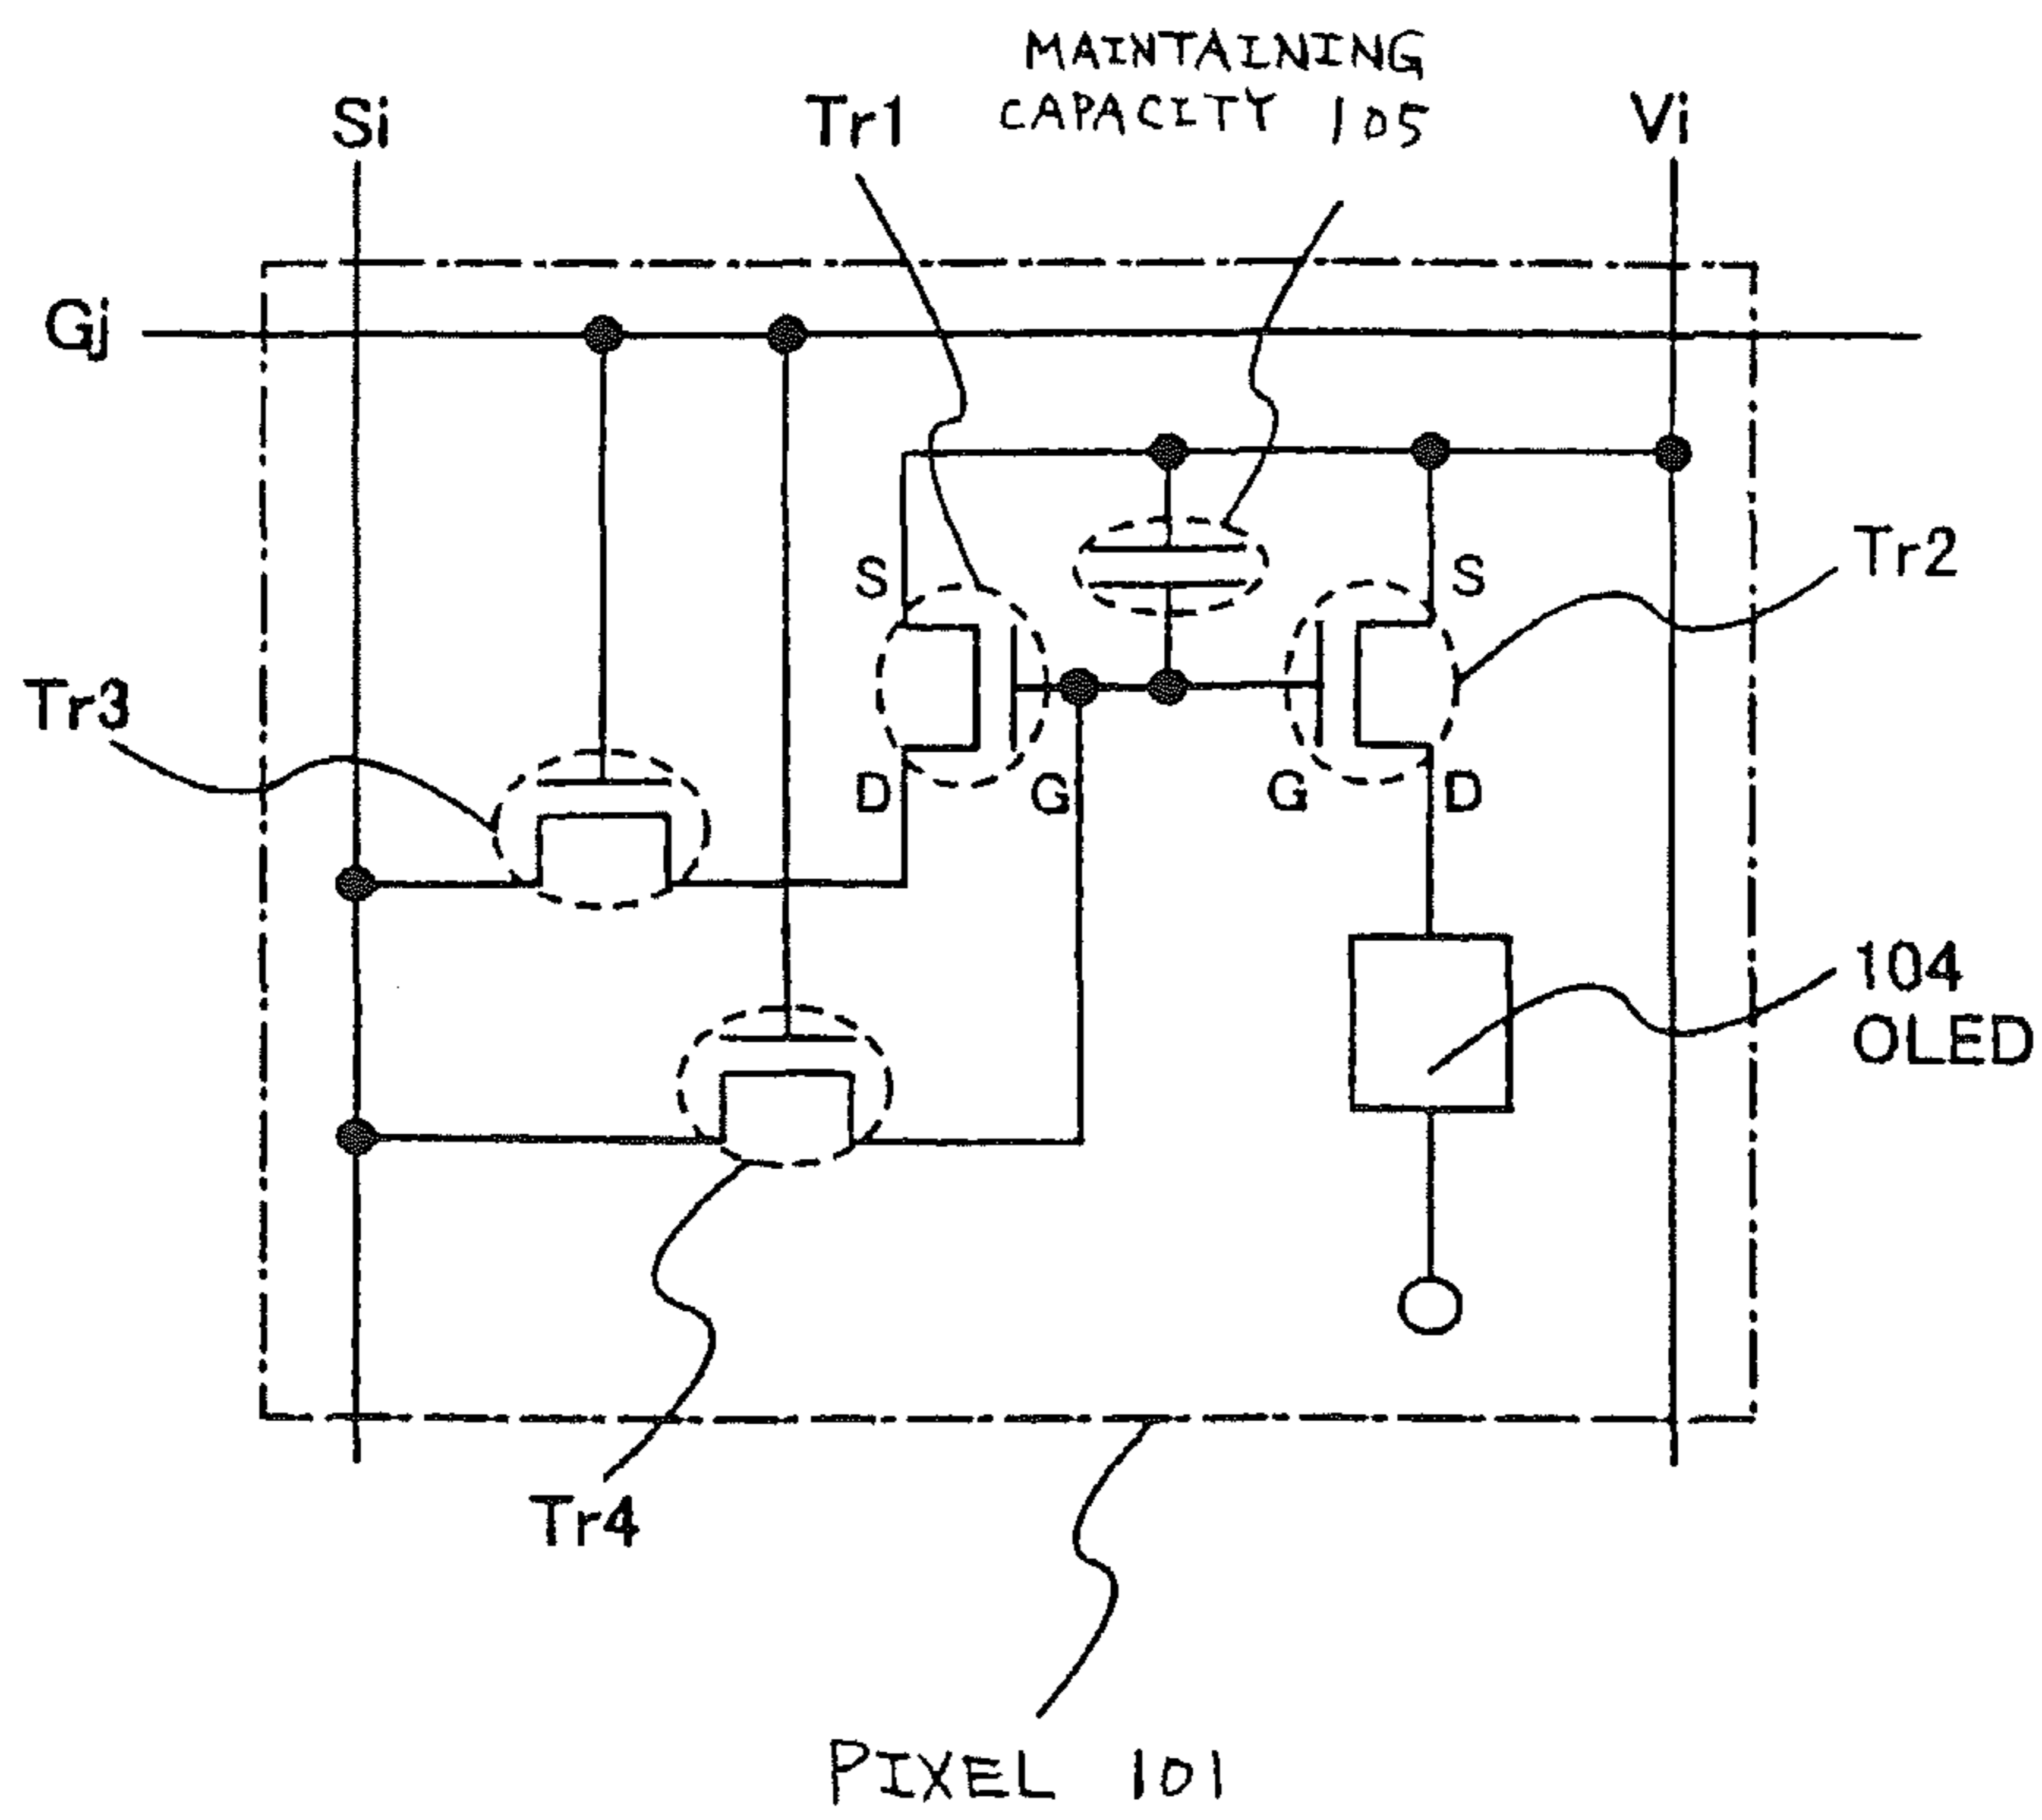 MAINTAINING
CAPACITY 105
Si
Tr1
Vi
Gj
S
S
Tr2
Tr3
D
G
G
D
104
OLED
Tr4
PIXEL 101